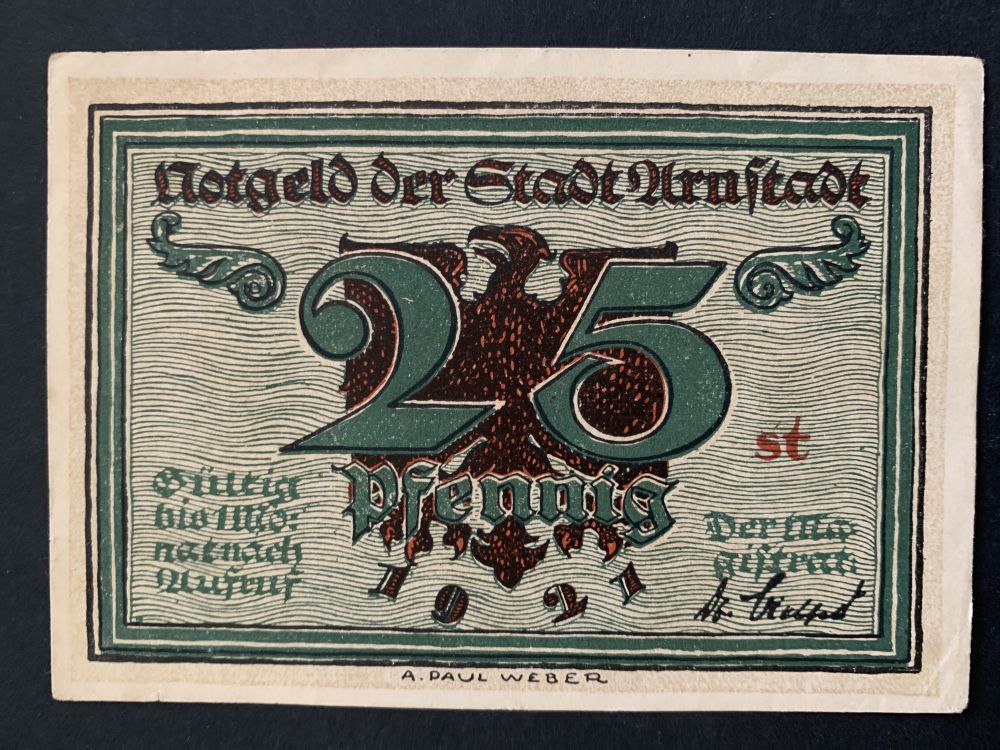 Notgeld der Stadt Arnstadt
25
Pfennig
1921
Gültig
bis 1 Mo-
nat nach
Aufruf
st
Der Ma-
gistrat
Dr.
A. PAUL WEBER